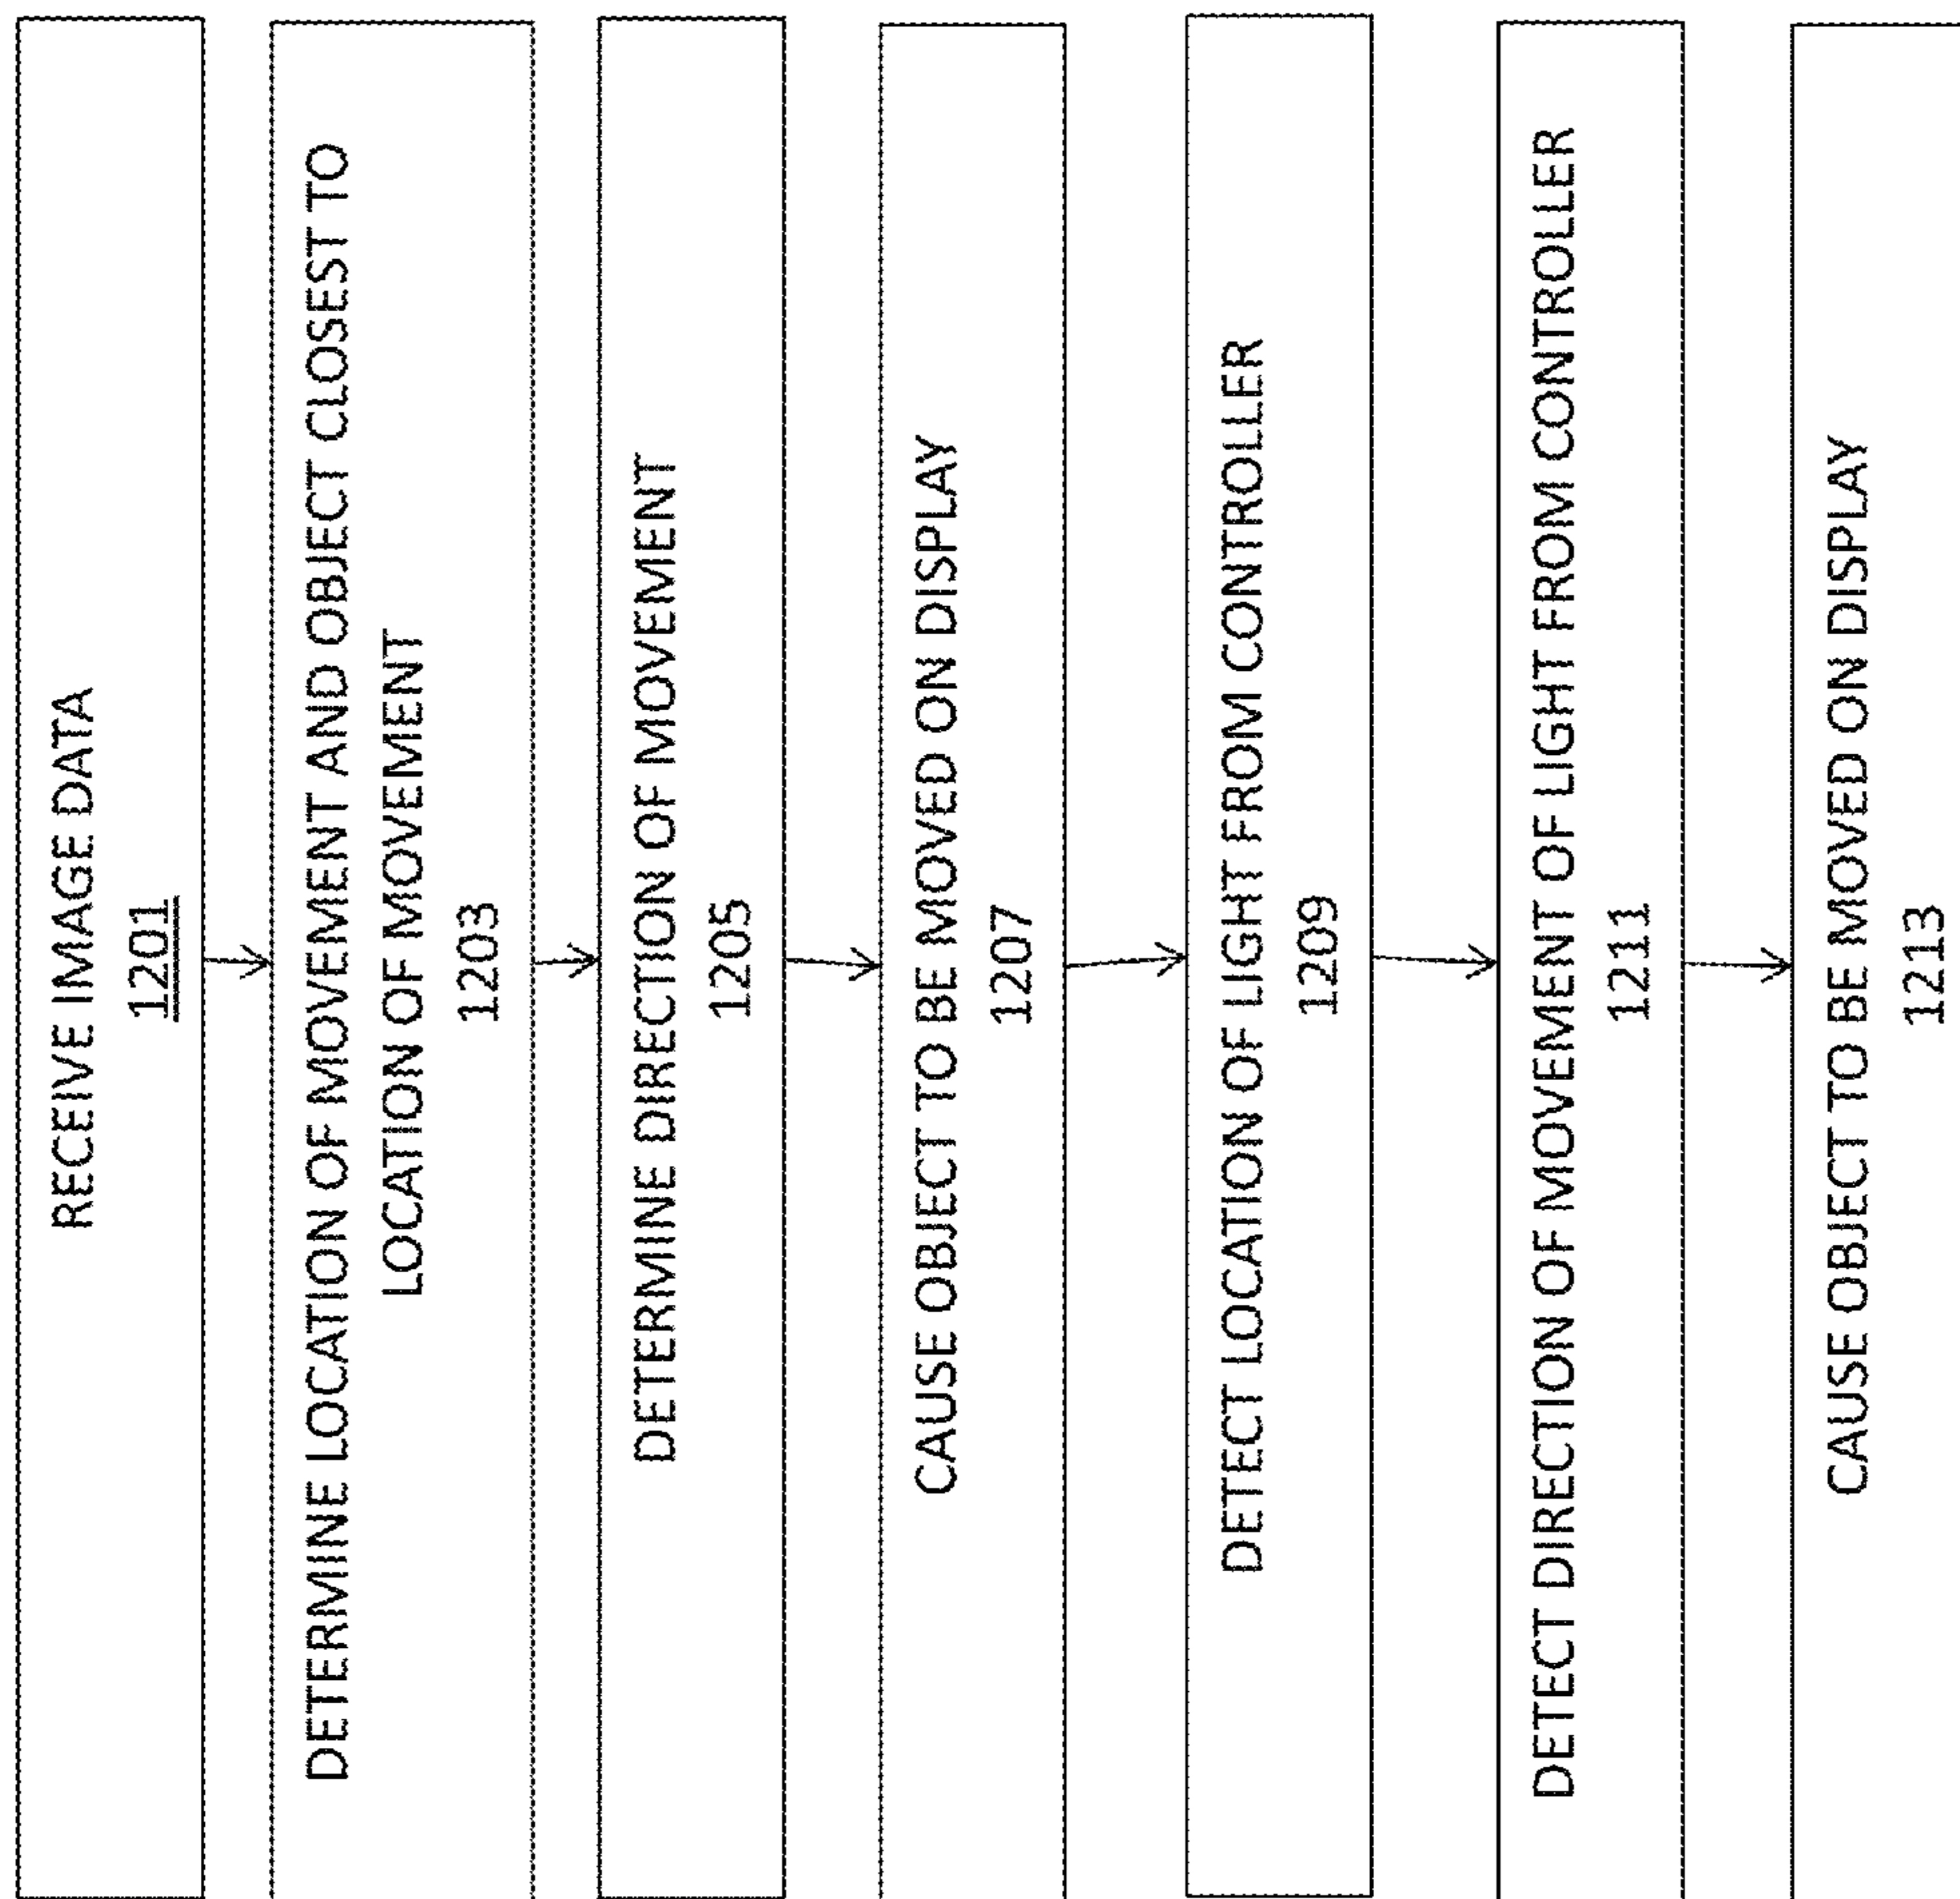 RECEIVE IMAGE DATA
1201
DETERMINE LOCATION OF MOVEMENT AND OBJECT CLOSEST TO
LOCATION OF MOVEMENT
1203
DETERMINE DIRECTION OF MOVEMENT
1205
CAUSE OBJECT TO BE MOVED ON DISPLAY
1207
DETECT LOCATION OF LIGHT FROM CONTROLLER
1209
DETECT DIRECTION OF MOVEMENT OF LIGHT FROM CONTROLLER
1211
CAUSE OBJECT TO BE MOVED ON DISPLAY
1213